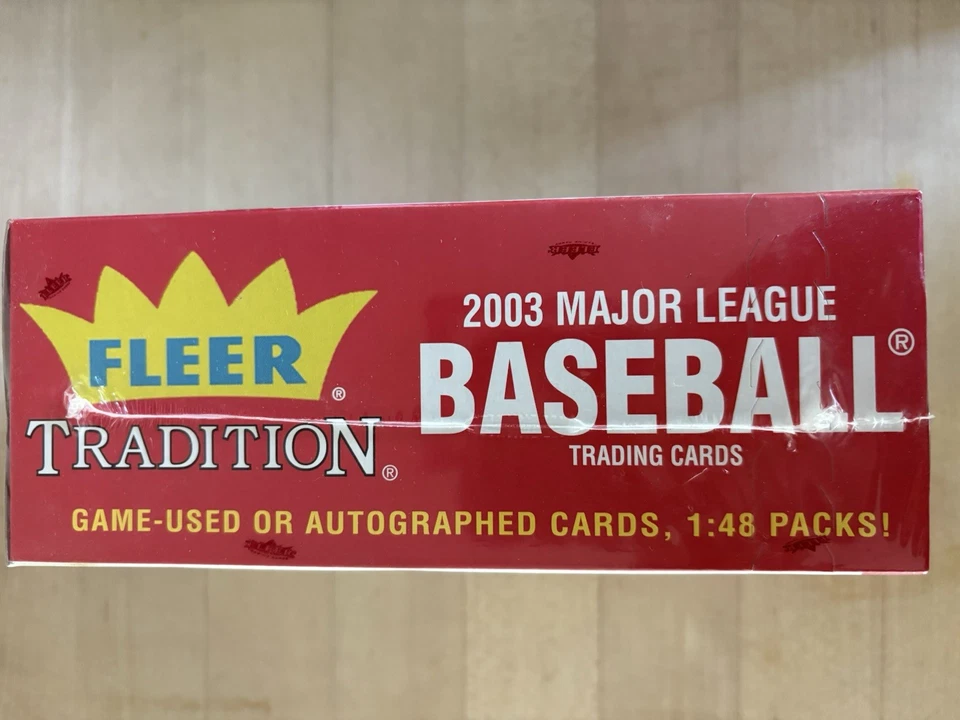 FLEER®
TRADITION®
2003 MAJOR LEAGUE
BASEBALL®
TRADING CARDS
GAME-USED OR AUTOGRAPHED CARDS, 1:48 PACKS!